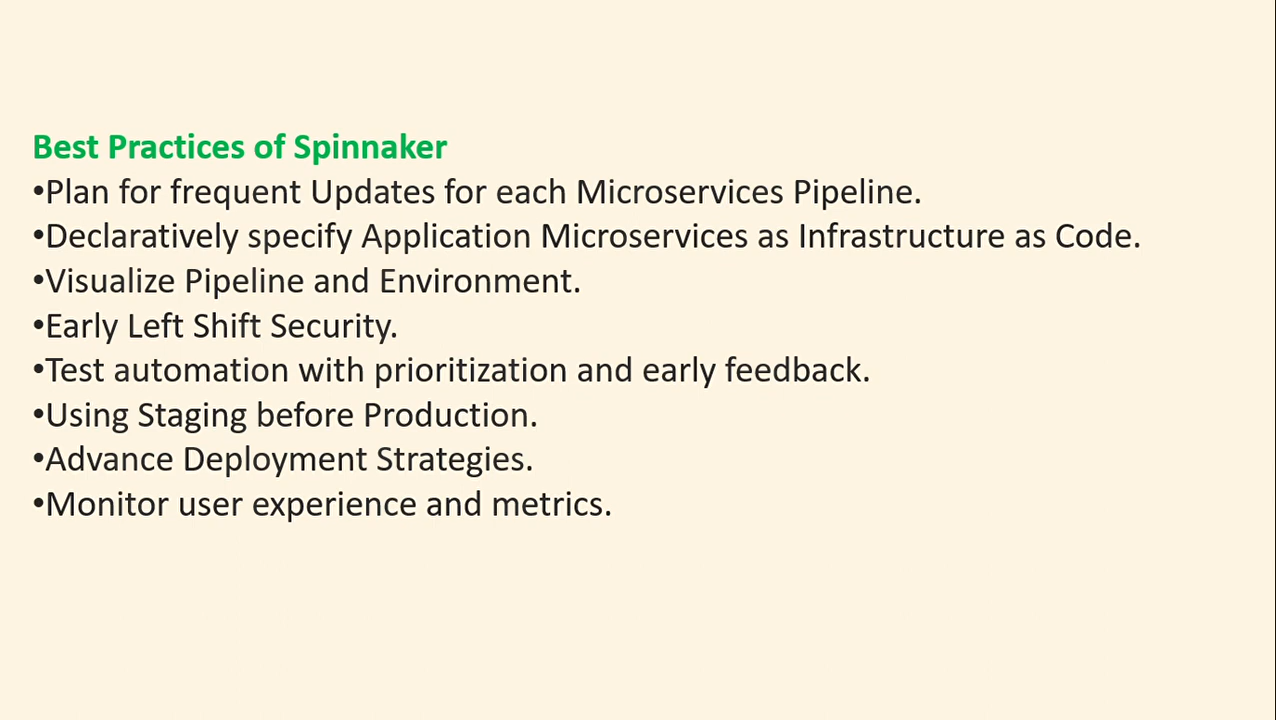 Best Practices of Spinnaker
•Plan for frequent Updates for each Microservices Pipeline.
•Declaratively specify Application Microservices as Infrastructure as Code.
•Visualize Pipeline and Environment.
•Early Left Shift Security.
•Test automation with prioritization and early feedback.
•Using Staging before Production.
•Advance Deployment Strategies.
•Monitor user experience and metrics.